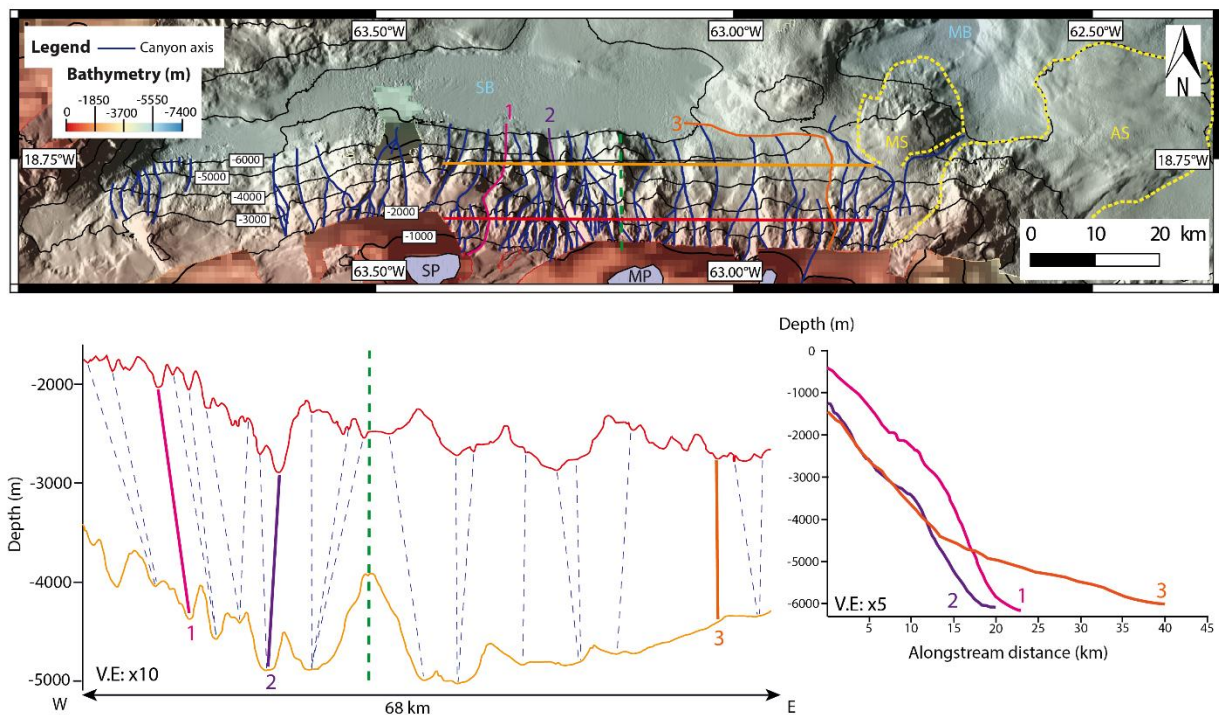 63.50°W
63.00°W
62.50°W
Legend
Canyon axis
Bathymetry (m)
0
-1850
-3700
-5550
-7400
SB
1
2
3
MB
MS
AS
N
18.75°W
18.75°W
-6000
-5000
-4000
-3000
-2000
-1000
63.50°W
SP
MP
63.00°W
0 10 20 km
Depth (m)
-2000
-3000
-4000
-5000
Depth (m)
1
2
3
V.E: x10
W
68 km
E
Depth (m)
0
-1000
-2000
-3000
-4000
-5000
-6000
V.E: x5
2
1
3
5 10 15 20 25 30 35 40 45
Alongstream distance (km)